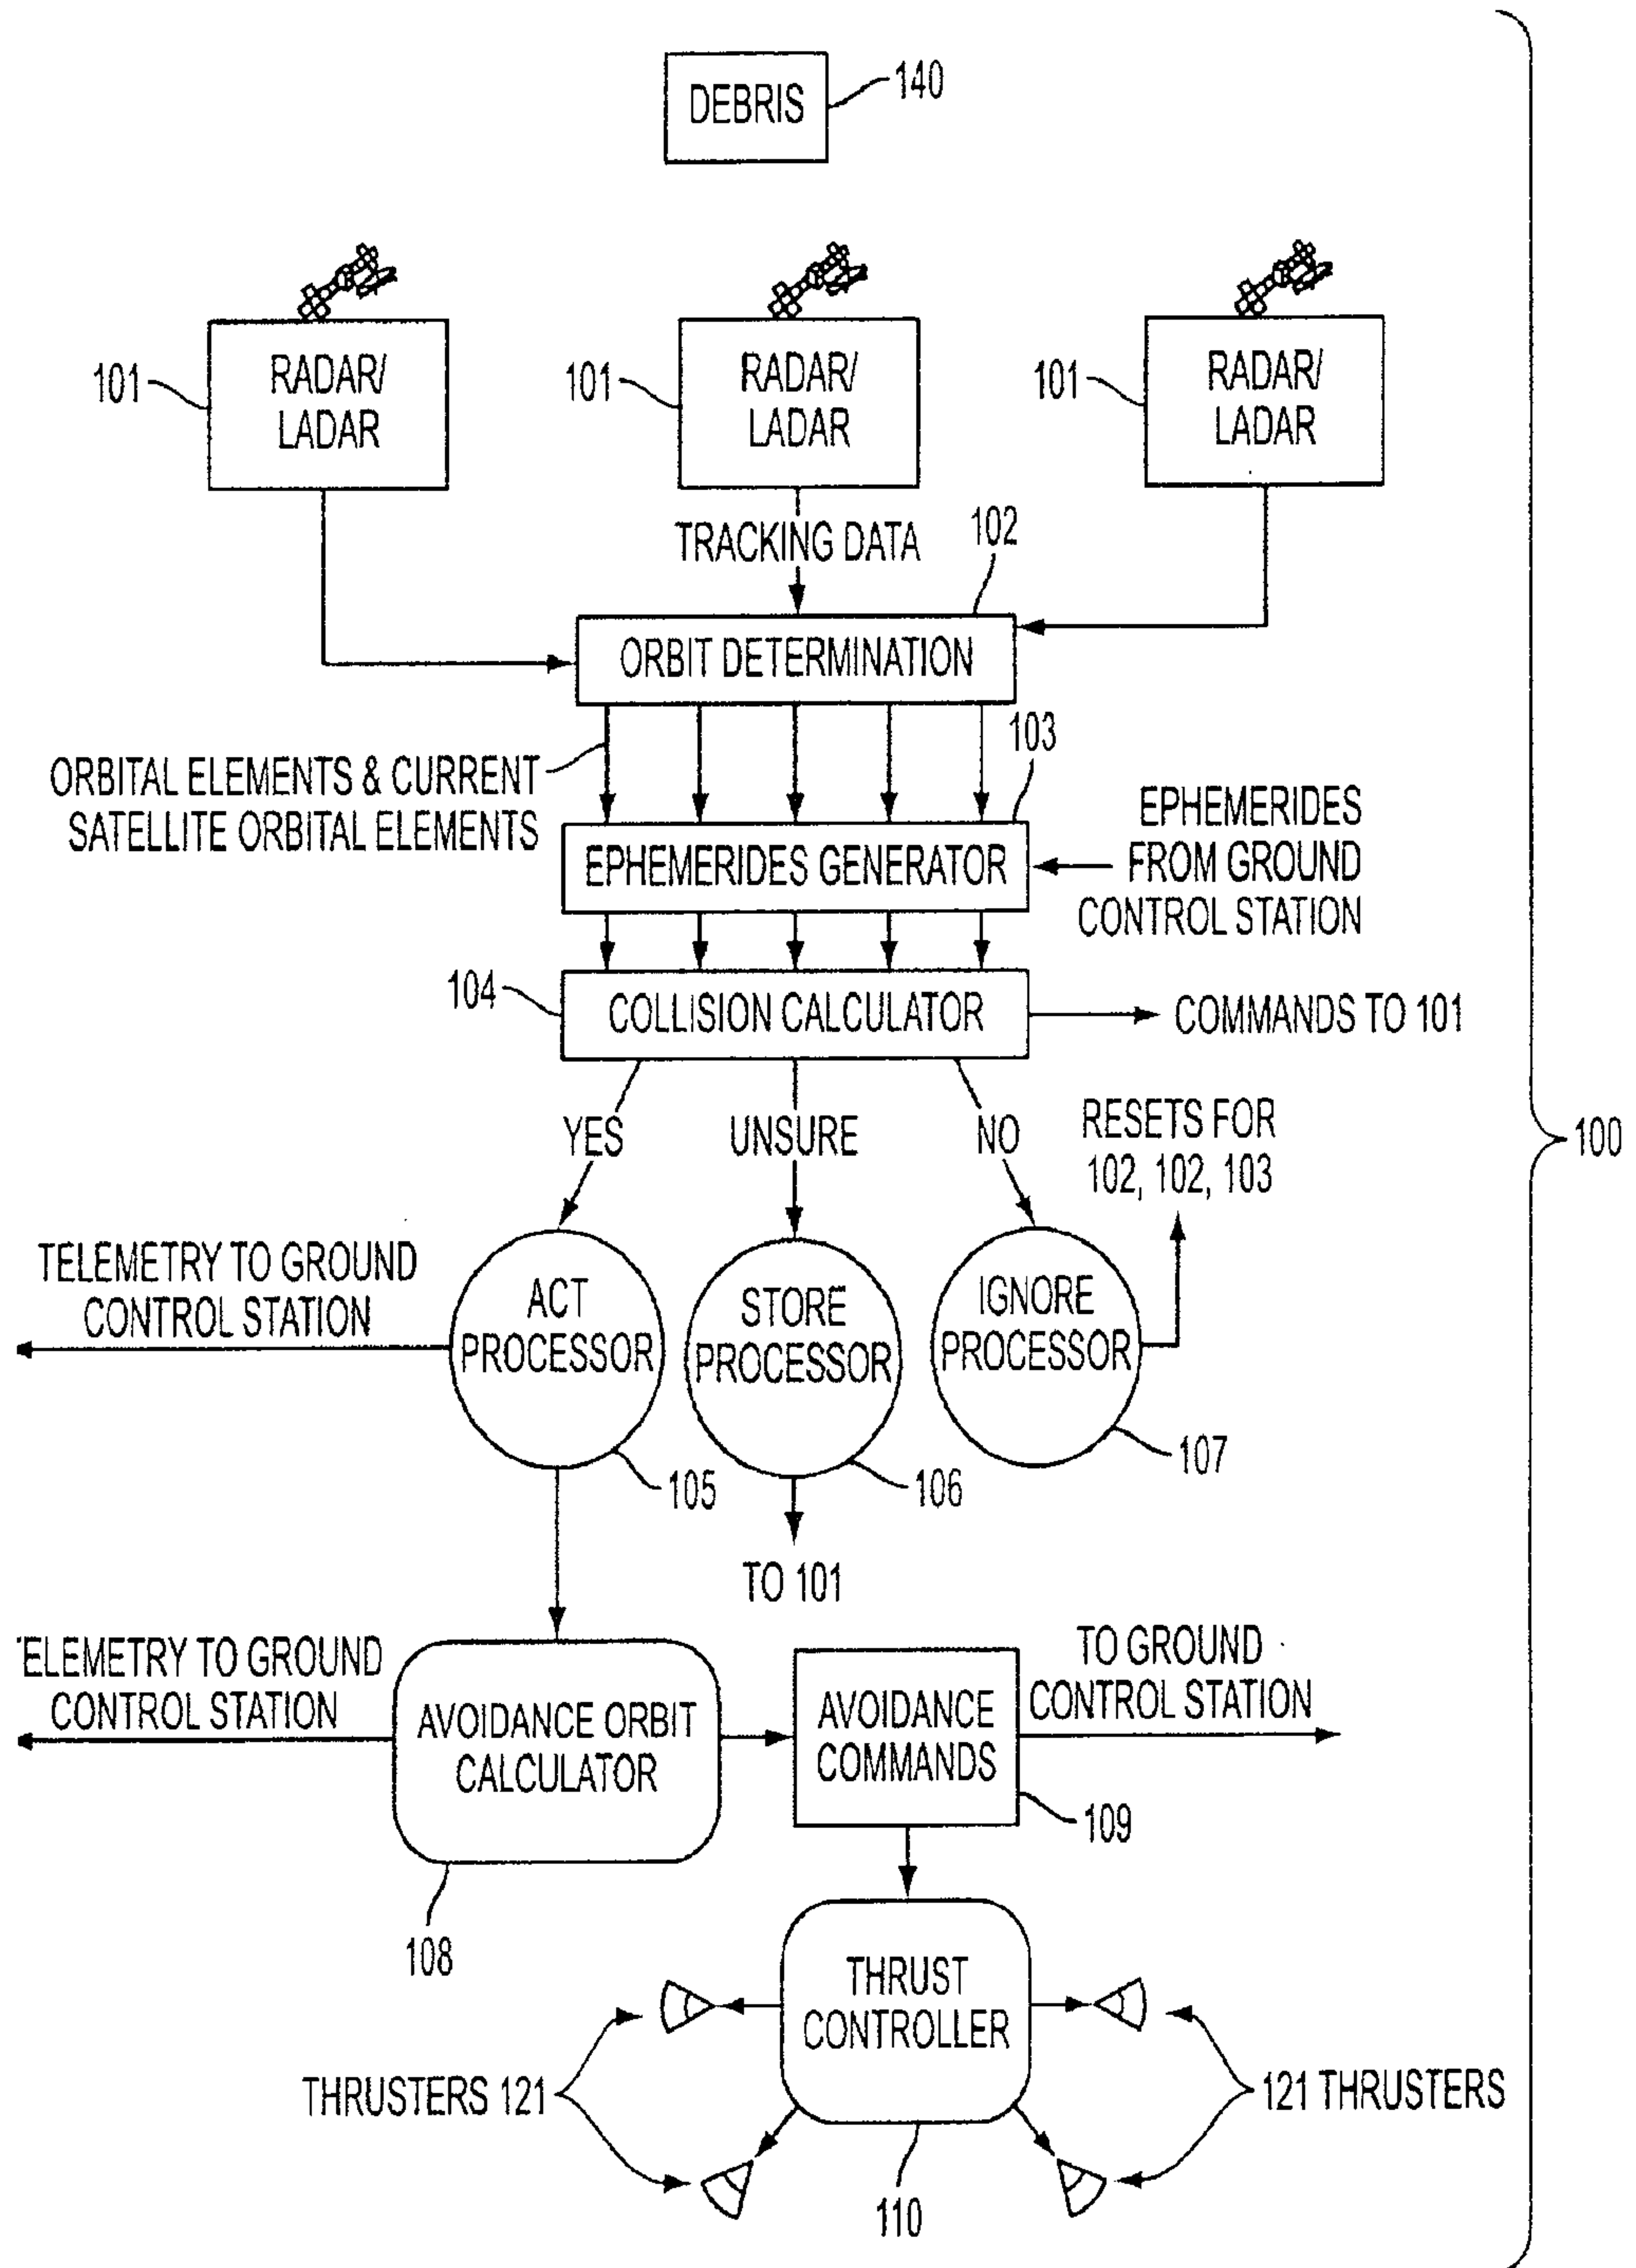 DEBRIS
140
RADAR/
LADAR
101
RADAR/
LADAR
101
RADAR/
LADAR
101
TRACKING DATA
102
ORBIT DETERMINATION
103
ORBITAL ELEMENTS & CURRENT
SATELLITE ORBITAL ELEMENTS
EPHEMERIDES GENERATOR
EPHEMERIDES
FROM GROUND
CONTROL STATION
104
COLLISION CALCULATOR
COMMANDS TO 101
YES
UNSURE
NO
RESETS FOR
102, 102, 103
100
TELEMETRY TO GROUND
CONTROL STATION
ACT
PROCESSOR
STORE
PROCESSOR
IGNORE
PROCESSOR
105
106
107
TO 101
ELEMETRY TO GROUND
CONTROL STATION
AVOIDANCE ORBIT
CALCULATOR
AVOIDANCE
COMMANDS
TO GROUND
CONTROL STATION
109
108
THRUST
CONTROLLER
THRUSTERS 121
121 THRUSTERS
110